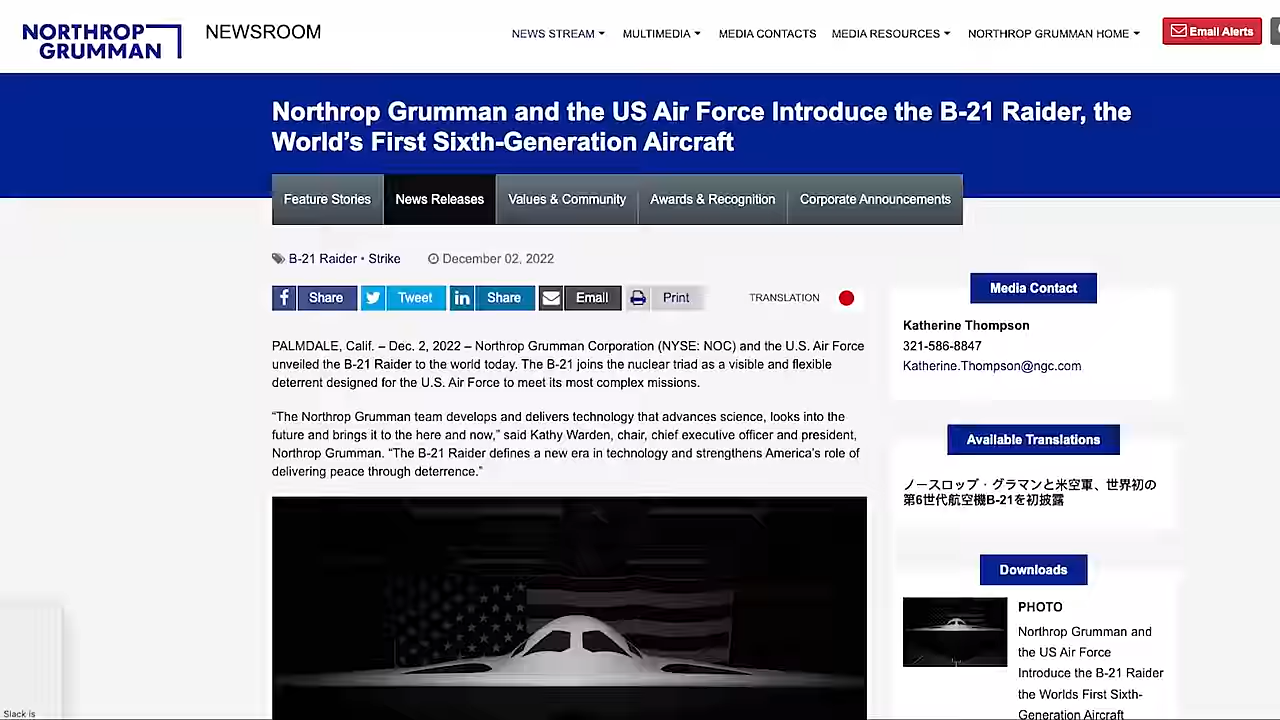 NORTHROP
GRUMMAN
NEWSROOM
NEWS STREAM
MULTIMEDIA
MEDIA CONTACTS
MEDIA RESOURCES
NORTHROP GRUMMAN HOME
Email Alerts
Northrop Grumman and the US Air Force Introduce the B-21 Raider, the
World’s First Sixth-Generation Aircraft
Feature Stories
News Releases
Values & Community
Awards & Recognition
Corporate Announcements
B-21 Raider • Strike
December 02, 2022
Share
Tweet
Share
Email
Print
TRANSLATION
PALMDALE, Calif. – Dec. 2, 2022 – Northrop Grumman Corporation (NYSE: NOC) and the U.S. Air Force
unveiled the B-21 Raider to the world today. The B-21 joins the nuclear triad as a visible and flexible
deterrent designed for the U.S. Air Force to meet its most complex missions.
“The Northrop Grumman team develops and delivers technology that advances science, looks into the
future and brings it to the here and now,” said Kathy Warden, chair, chief executive officer and president,
Northrop Grumman. “The B-21 Raider defines a new era in technology and strengthens America’s role of
delivering peace through deterrence.”
Media Contact
Katherine Thompson
321-586-8847
Katherine.Thompson@ngc.com
Available Translations
ノースロップ・グラマンと米空軍、世界初の
第6世代航空機B-21を初披露
Downloads
PHOTO
Northrop Grumman and
the US Air Force
Introduce the B-21 Raider
the Worlds First Sixth-
Generation Aircraft
Slack is